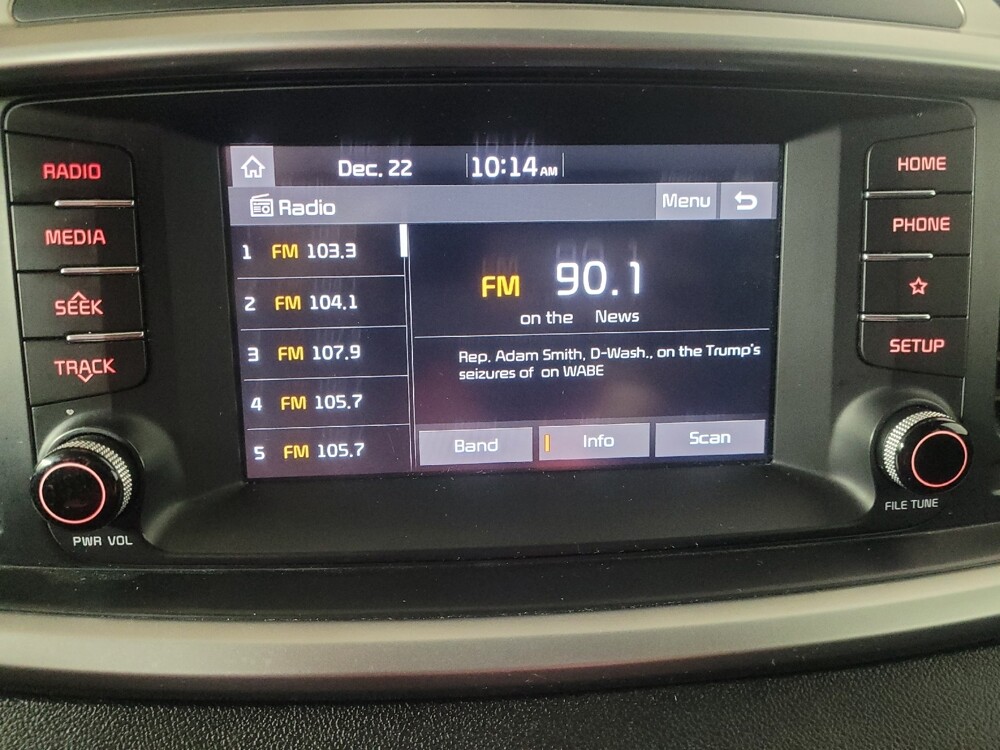 RADIO
MEDIA
SEEK
TRACK
PWR VOL
Dec. 22 10:14 AM
Radio Menu
1 FM 103.3
2 FM 104.1
3 FM 107.9
4 FM 105.7
5 FM 105.7
FM 90.1
on the News
Rep. Adam Smith, D-Wash., on the Trump's
seizures of on WABE
Band Info Scan
HOME
PHONE
SETUP
FILE TUNE